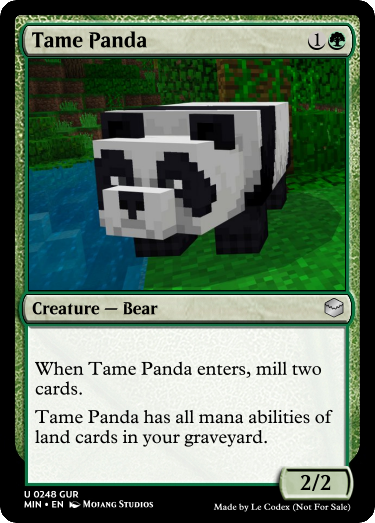 Tame Panda 1
Creature — Bear
When Tame Panda enters, mill two
cards.
Tame Panda has all mana abilities of
land cards in your graveyard.
2/2
U 0248 GUR
MIN • EN Mojang Studios
Made by Le Codex (Not For Sale)